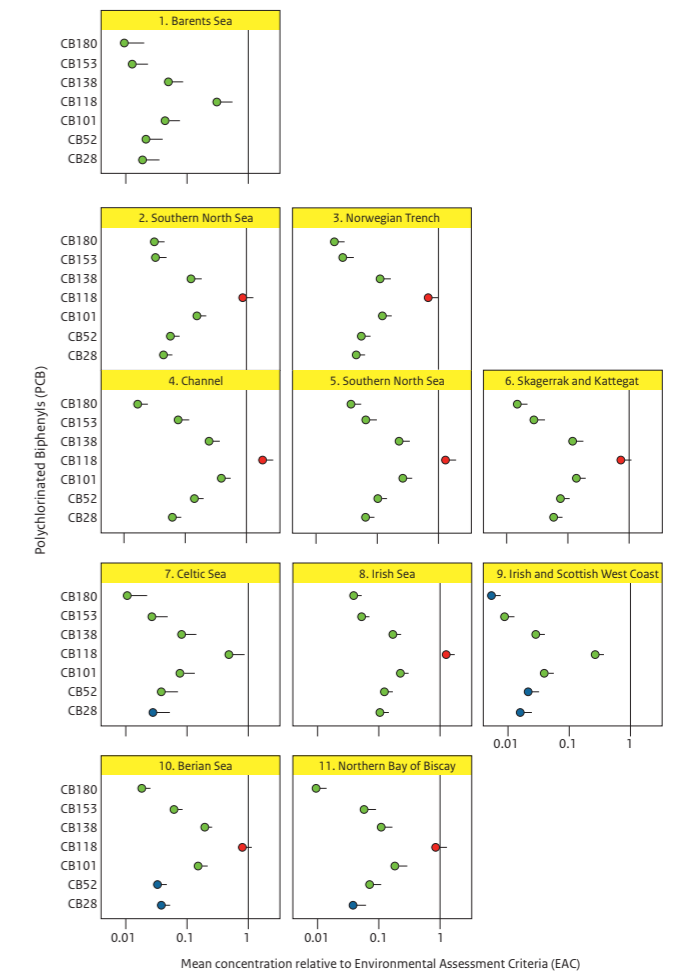 1. Barents Sea
CB180
CB153
CB138
CB118
CB101
CB52
CB28
2. Southern North Sea
3. Norwegian Trench
CB180
CB153
CB138
CB118
CB101
CB52
CB28
4. Channel
5. Southern North Sea
6. Skagerrak and Kattegat
CB180
CB153
CB138
CB118
CB101
CB52
CB28
7. Celtic Sea
8. Irish Sea
9. Irish and Scottish West Coast
CB180
CB153
CB138
CB118
CB101
CB52
CB28
0.01 0.1 1
10. Berian Sea
11. Northern Bay of Biscay
CB180
CB153
CB138
CB118
CB101
CB52
CB28
0.01 0.1 1
0.01 0.1 1
Polychlorinated Biphenyls (PCB)
Mean concentration relative to Environmental Assessment Criteria (EAC)